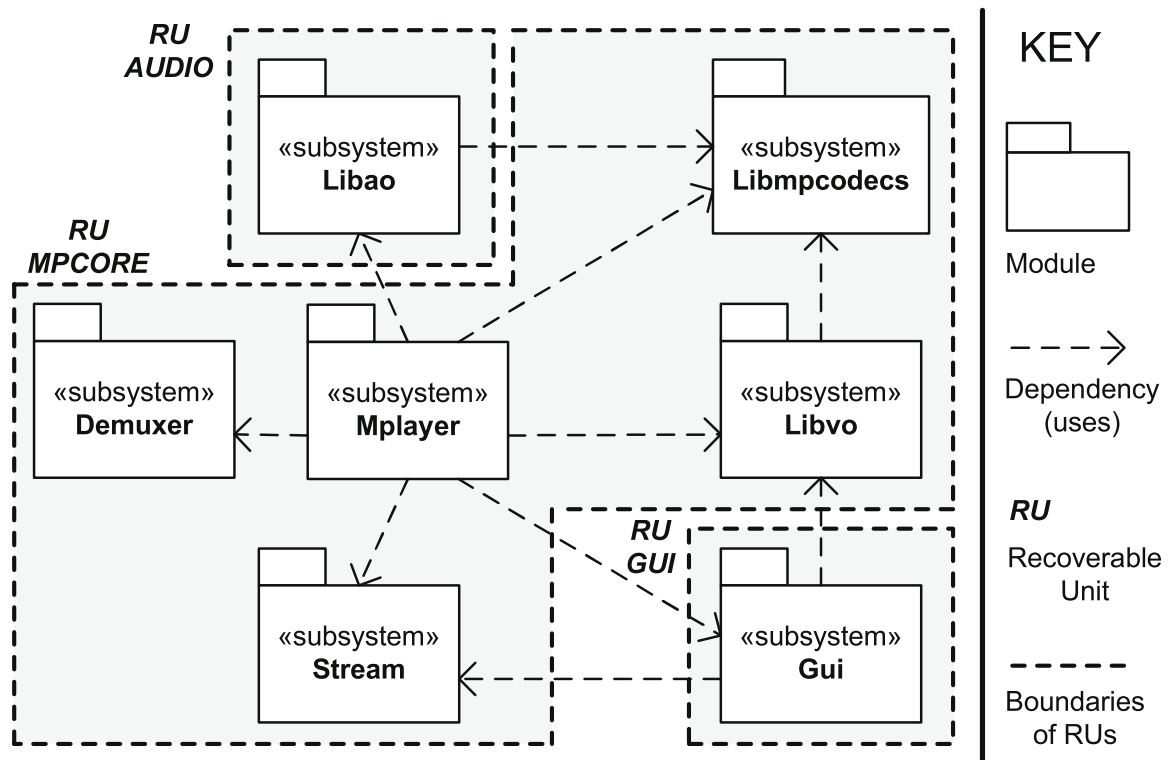 RU
AUDIO
«subsystem»
Libao
«subsystem»
Libmpcodecs
RU
MPCORE
«subsystem»
Demuxer
«subsystem»
Mplayer
«subsystem»
Libvo
RU
GUI
«subsystem»
Stream
«subsystem»
Gui
KEY
Module
Dependency
(uses)
RU
Recoverable
Unit
Boundaries
of RUs